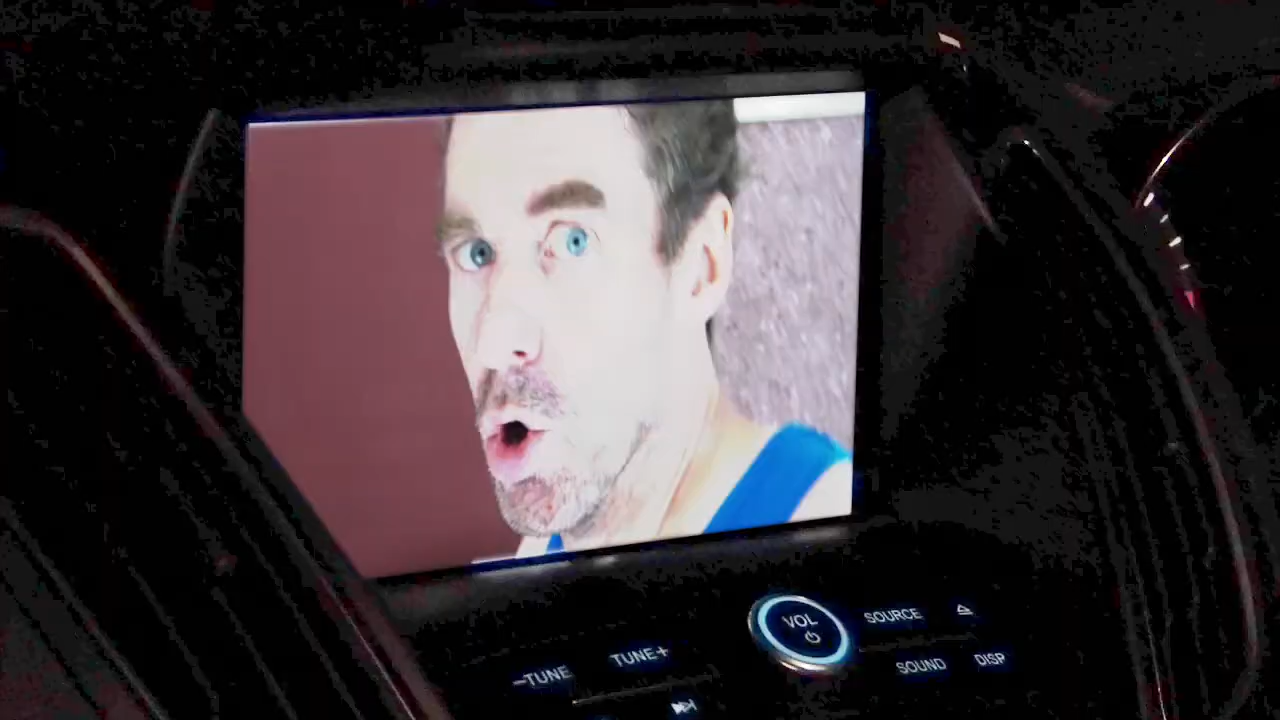 VOL
SOURCE
-TUNE
TUNE+
SOUND
DISP